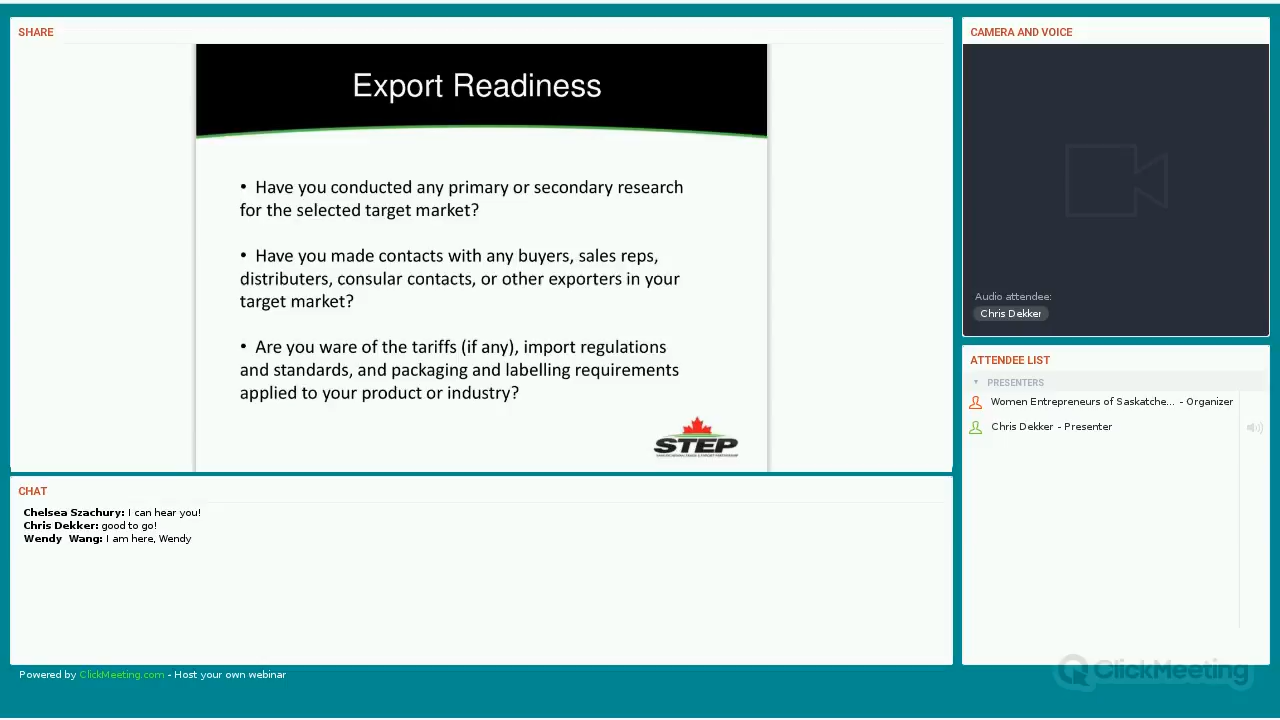 SHARE
Export Readiness
• Have you conducted any primary or secondary research
for the selected target market?
• Have you made contacts with any buyers, sales reps,
distributers, consular contacts, or other exporters in your
target market?
• Are you ware of the tariffs (if any), import regulations
and standards, and packaging and labelling requirements
applied to your product or industry?
STEP
CHAT
Chelsea Szachury: I can hear you!
Chris Dekker: good to go!
Wendy Wang: I am here, Wendy
CAMERA AND VOICE
Audio attendee:
Chris Dekker
ATTENDEE LIST
PRESENTERS
Women Entrepreneurs of Saskatche... - Organizer
Chris Dekker - Presenter
Powered by ClickMeeting.com - Host your own webinar
ClickMeeting